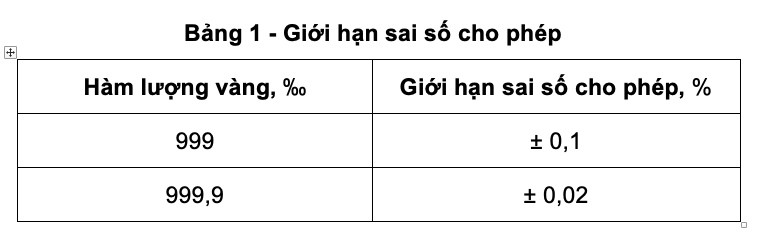 Bảng 1 - Giới hạn sai số cho phép
Hàm lượng vàng, ‰ Giới hạn sai số cho phép, %
999 ± 0,1
999,9 ± 0,02